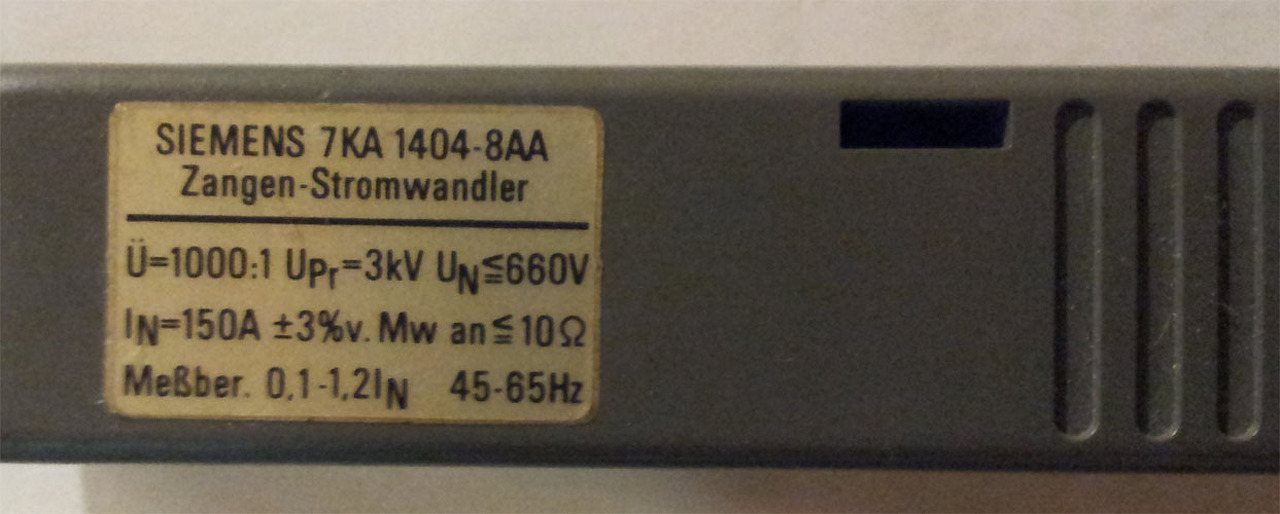 SIEMENS 7KA 1404-8AA
Zangen-Stromwandler
Ü=1000:1 UPr=3kV UN≦660V
IN=150A ±3%v. Mw an≦10Ω
Meßber. 0,1-1,2IN 45-65Hz